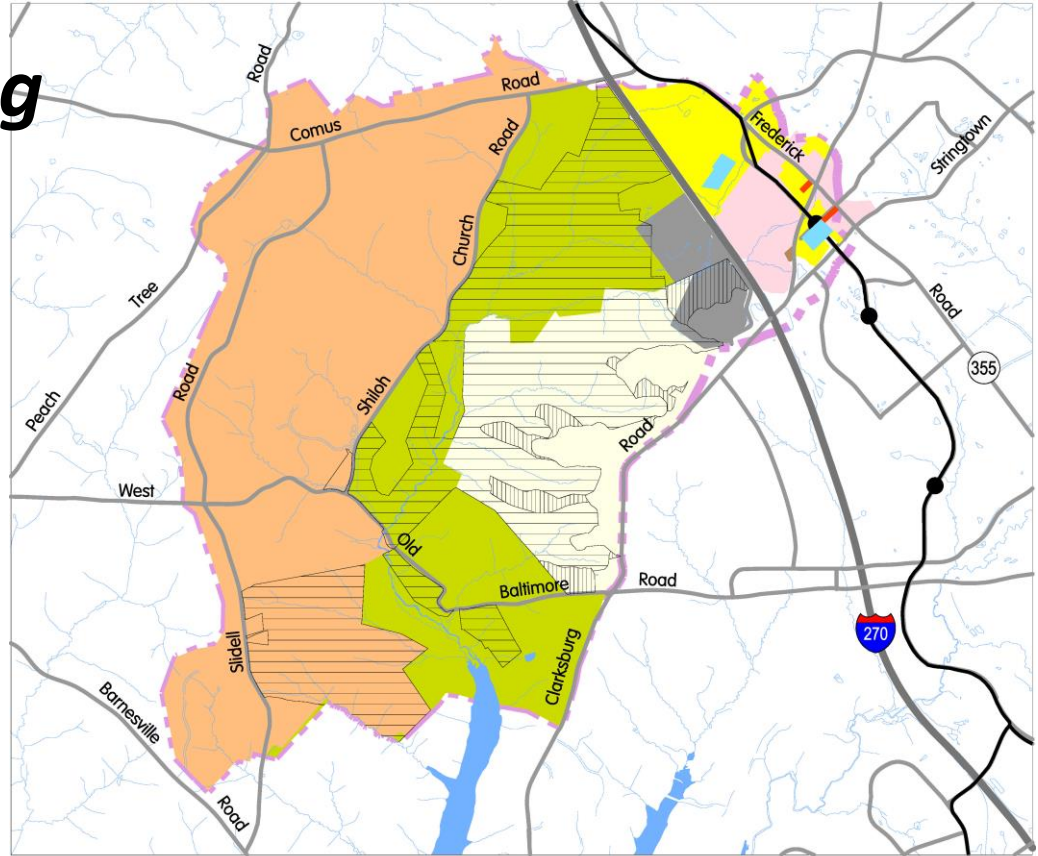 g
Road
Road
Comus
Road
Frederick
Stringtown
Church
Tree
Road
Road
355
Peach
Shiloh
Road
West
Old
Baltimore
Road
270
Slidell
Clarksburg
Barnesville
Road